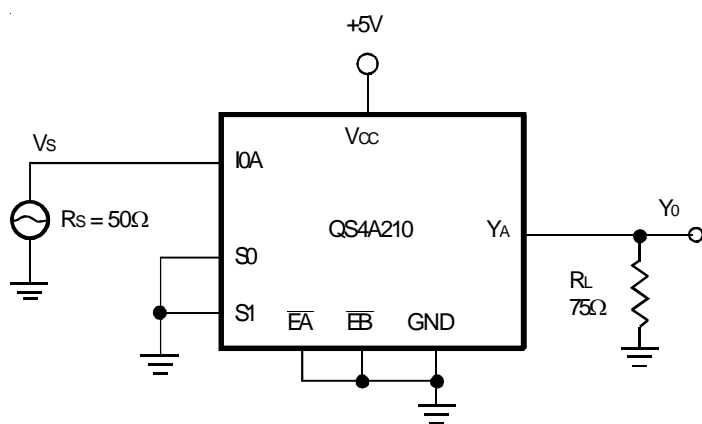 +5V
VCC
VS
I0A
RS = 50Ω
QS4A210
YA
Y0
S0
S1
RL
75Ω
EA
EB
GND